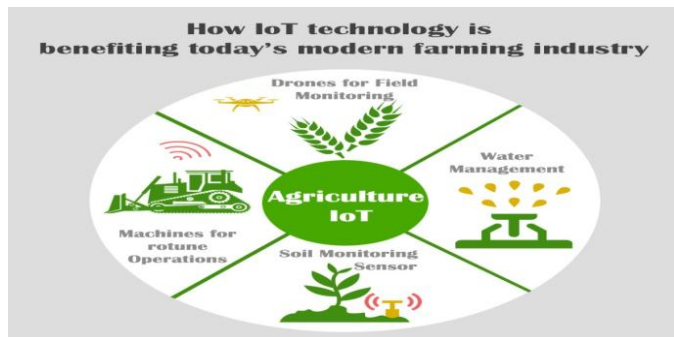 How IoT technology is
benefiting today's modern farming industry
Drones for Field
Monitoring
Water
Management
Agriculture
IoT
Machines for
rotune
Operations
Soil Monitoring
Sensor